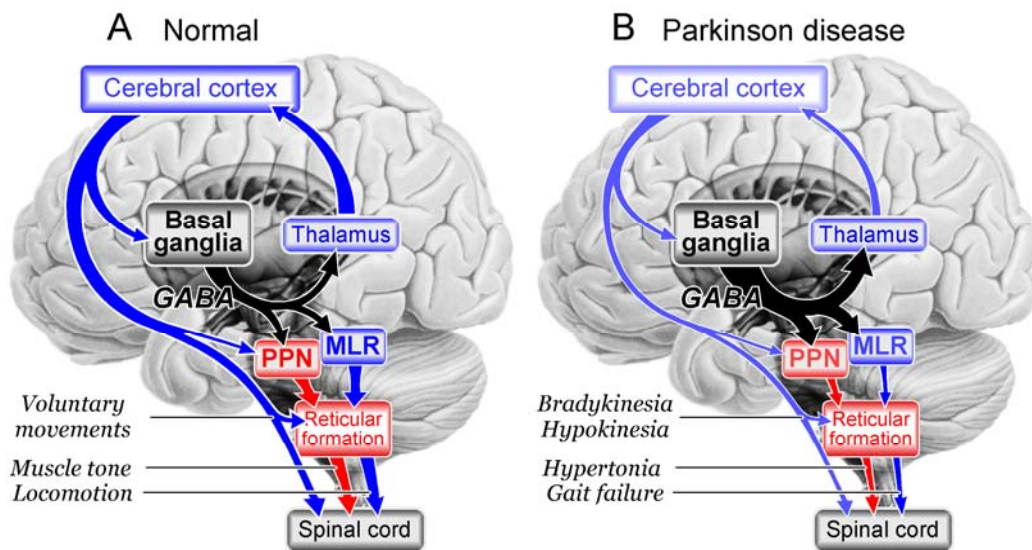 A Normal
Cerebral cortex
Basal
ganglia
Thalamus
GABA
PPN
MLR
Voluntary
movements
Reticular
formation
Muscle tone
Locomotion
Spinal cord
B Parkinson disease
Cerebral cortex
Basal
ganglia
Thalamus
GABA
PPN
MLR
Bradykinesia
Hypokinesia
Reticular
formation
Hypertonia
Gait failure
Spinal cord